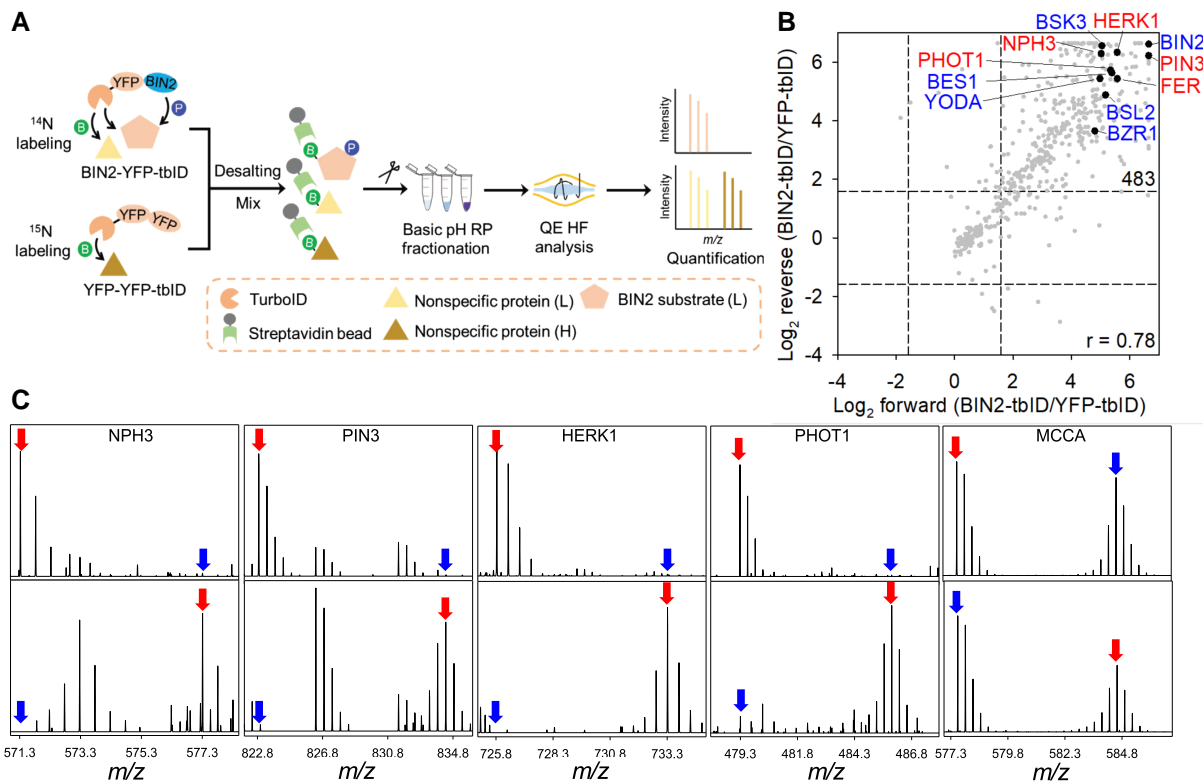 A
YFP
BIN2
P
14N
labeling
B
BIN2-YFP-tbID
15N
labeling
YFP
YFP
B
YFP-YFP-tbID
Desalting
Mix
B
P
B
B
Basic pH RP
fractionation
QE HF
analysis
Intensity
Intensity
m/z
Quantification
TurboID
Nonspecific protein (L)
BIN2 substrate (L)
Streptavidin bead
Nonspecific protein (H)
B
Log2 reverse (BIN2-tbID/YFP-tbID)
6
4
2
0
-2
-4
BSK3
HERK1
NPH3
BIN2
PHOT1
PIN3
BES1
FER
YODA
BSL2
BZR1
483
r = 0.78
-4 -2 0 2 4 6
Log2 forward (BIN2-tbID/YFP-tbID)
C
NPH3
PIN3
HERK1
PHOT1
MCCA
571.3 573.3 575.3 577.3
822.8 826.8 830.8 834.8
725.8 728.3 730.8 733.3
479.3 481.8 484.3 486.8
577.3 579.8 582.3 584.8
m/z
m/z
m/z
m/z
m/z